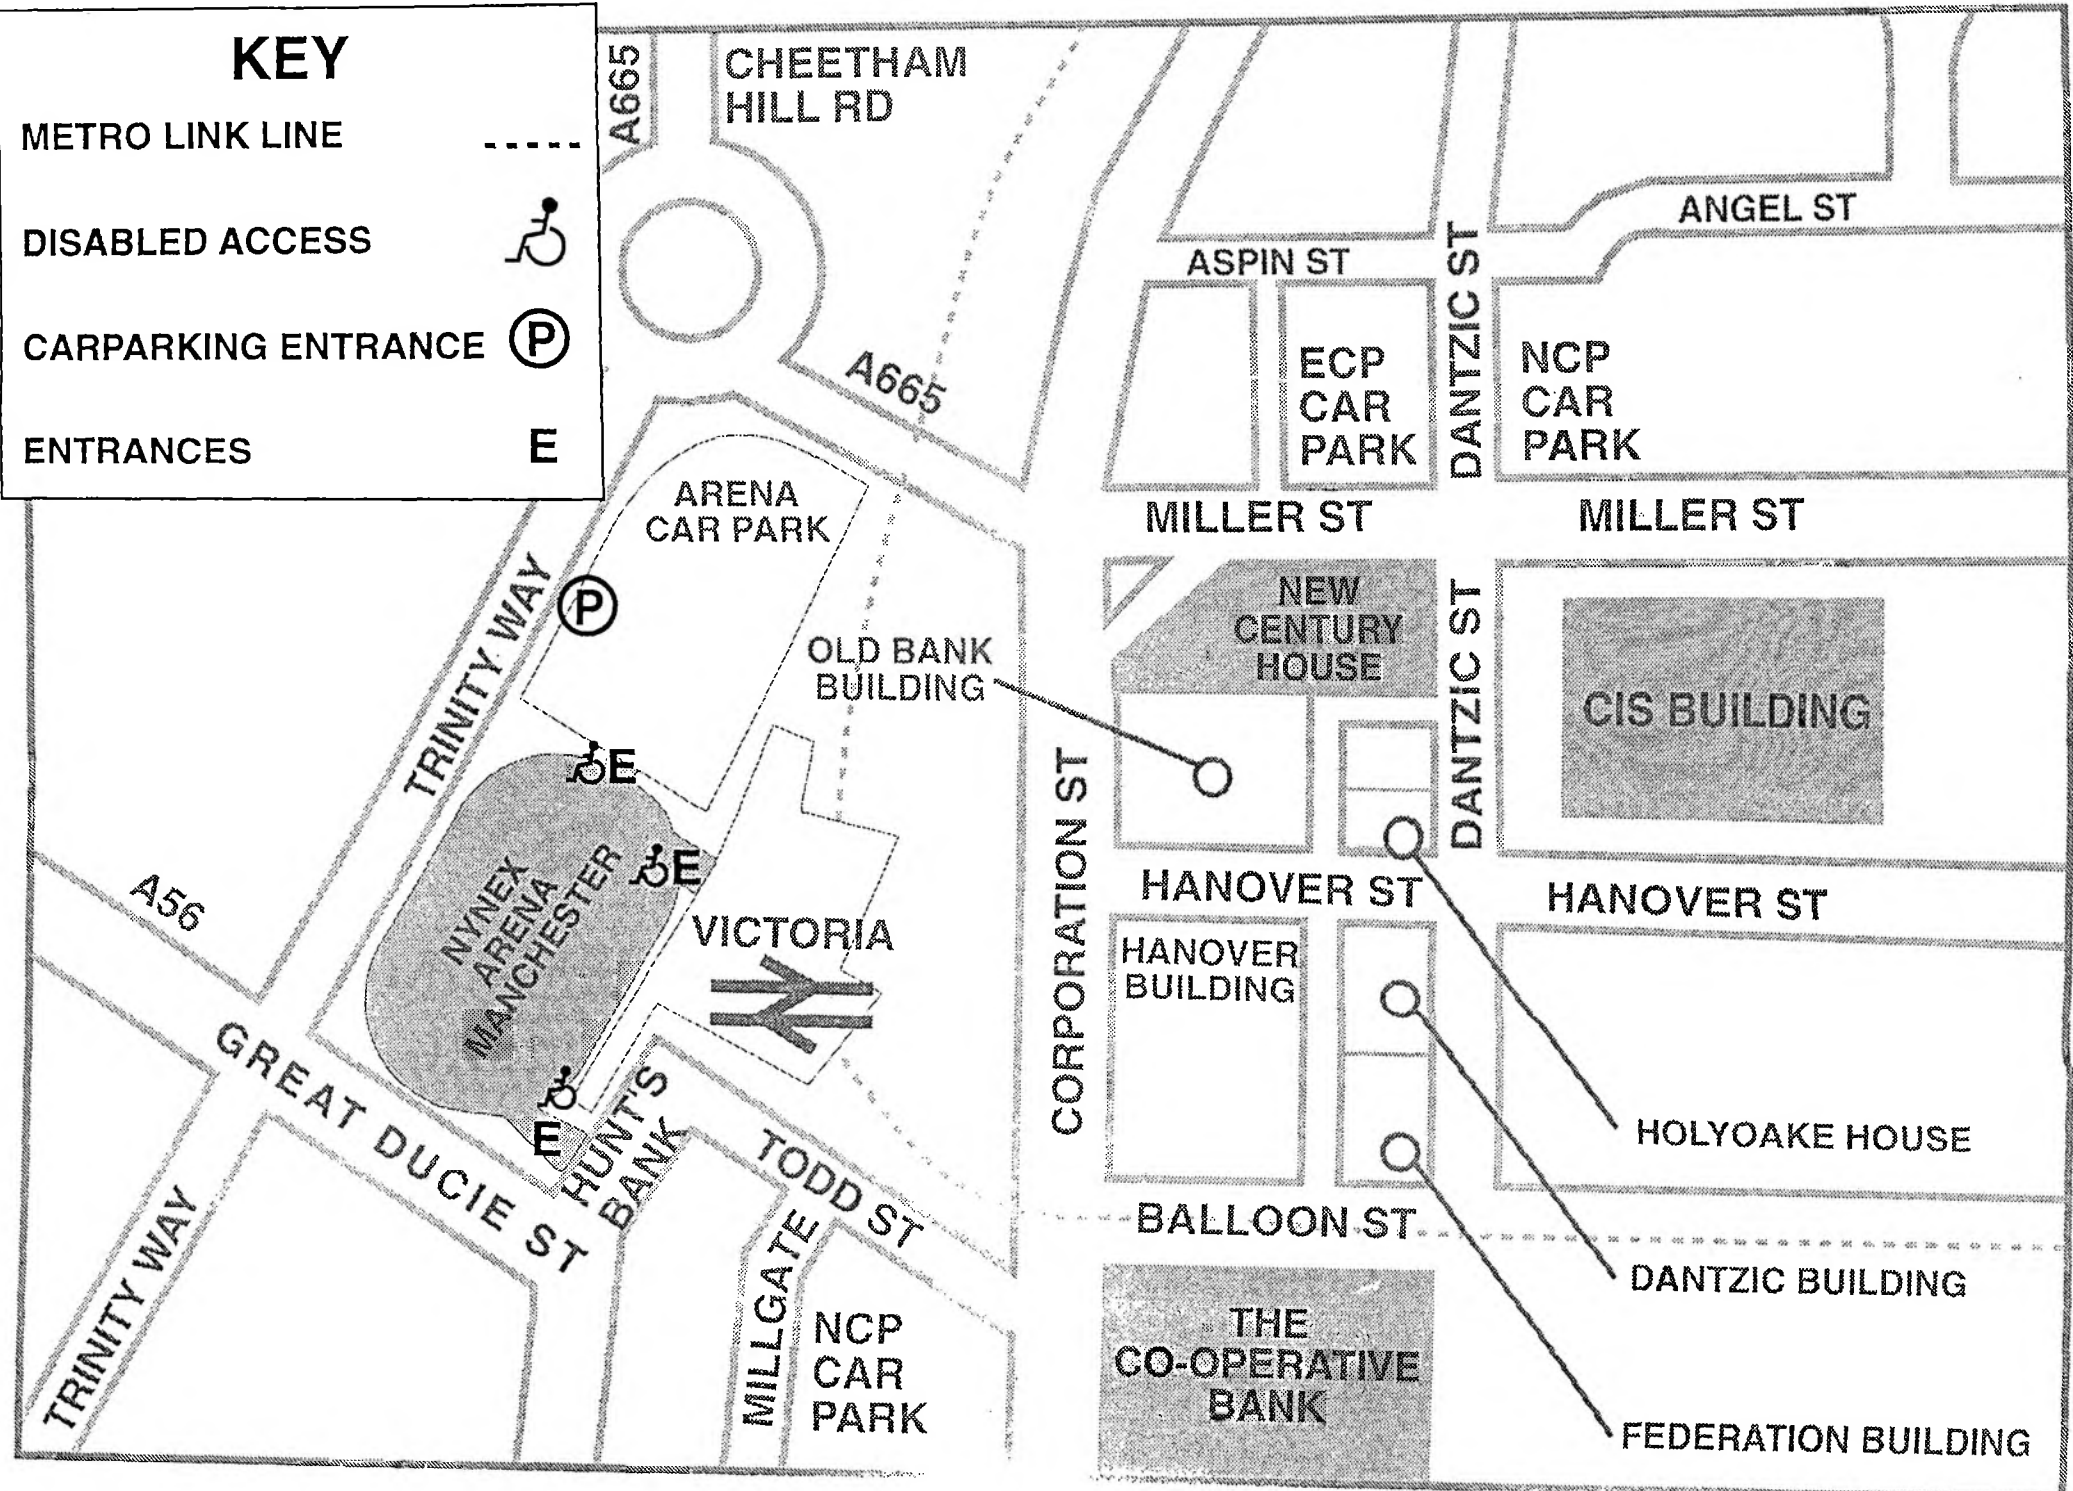 KEY
METRO LINK LINE
DISABLED ACCESS
CARPARKING ENTRANCE P
ENTRANCES E
A665
CHEETHAM
HILL RD
A665
ANGEL ST
ASPIN ST
DANTZIC ST
ECP
CAR
PARK
NCP
CAR
PARK
MILLER ST
MILLER ST
ARENA
CAR PARK
P
TRINITY WAY
OLD BANK
BUILDING
NEW
CENTURY
HOUSE
DANTZIC ST
CIS BUILDING
E
E
NYNEX
ARENA
MANCHESTER
E
A56
VICTORIA
CORPORATION ST
HANOVER ST
HANOVER ST
HANOVER
BUILDING
GREAT DUCIE ST
HUNT'S
BANK
TODD ST
HOLYOAKE HOUSE
BALLOON ST
DANTZIC BUILDING
TRINITY WAY
MILLGATE
NCP
CAR
PARK
THE
CO-OPERATIVE
BANK
FEDERATION BUILDING